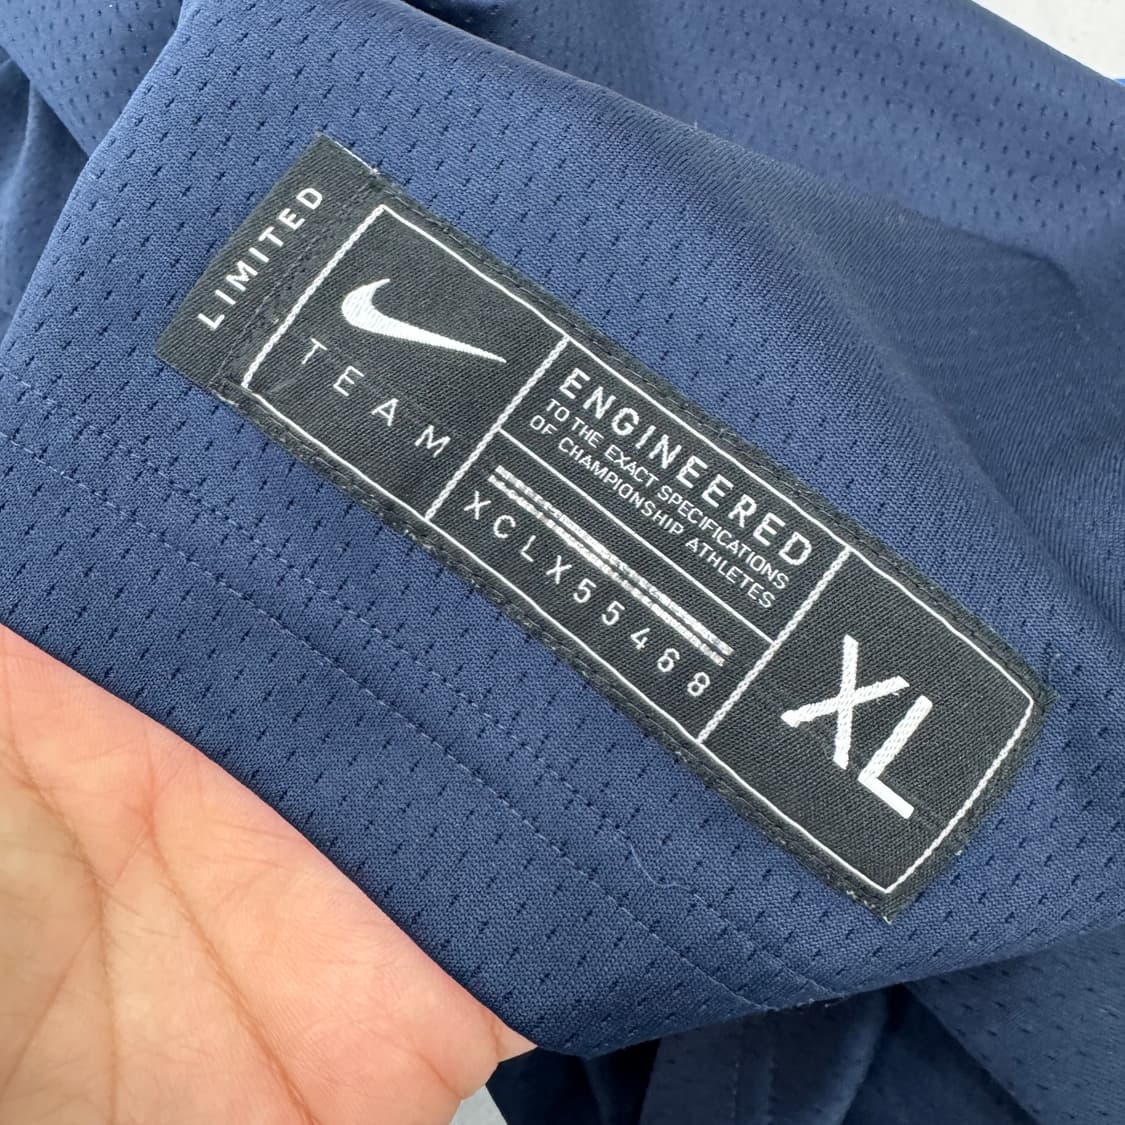 LIMITED
TEAM
ENGINEERED
TO THE EXACT SPECIFICATIONS
OF CHAMPIONSHIP ATHLETES
XCLX55468
XL